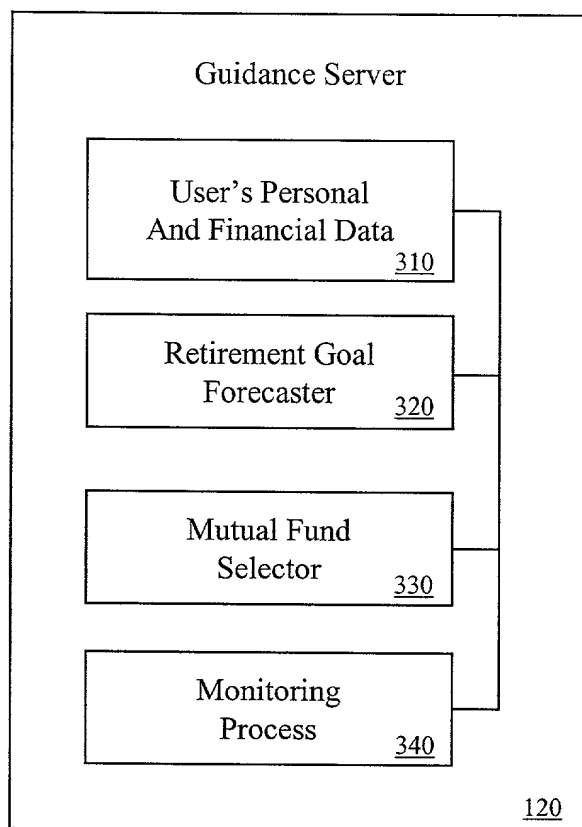 Guidance Server
User's Personal
And Financial Data
310
Retirement Goal
Forecaster
320
Mutual Fund
Selector
330
Monitoring
Process
340
120